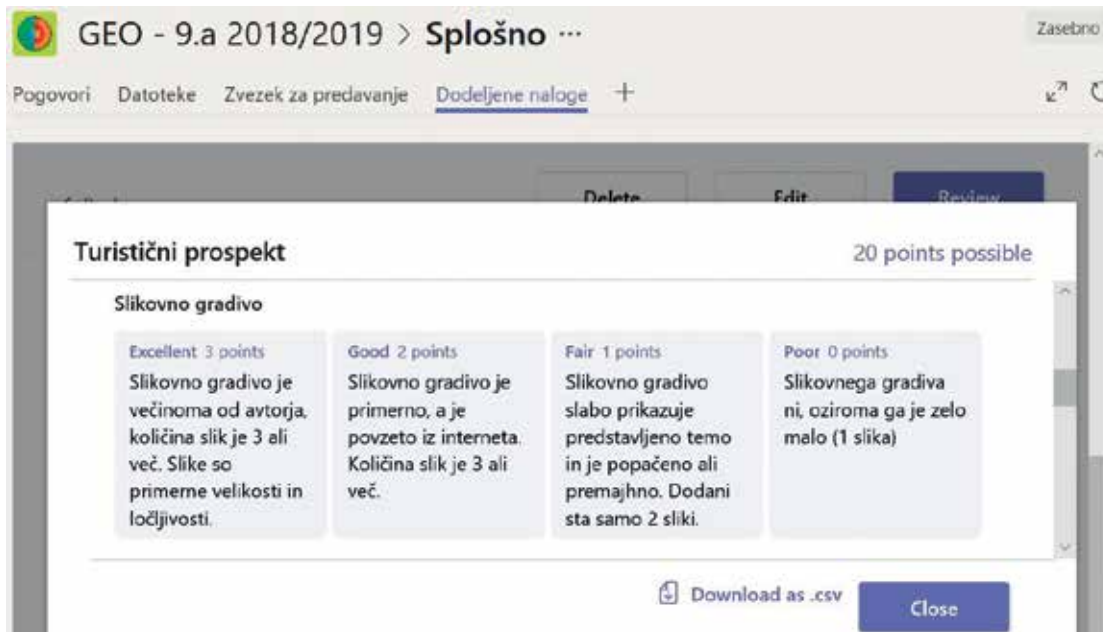 GEO - 9.a 2018/2019 > Splošno ...
Zasebno
Pogovori Datoteke Zvezek za predavanje Dodeljene naloge +
Delete Edit Review
Turistični prospekt
20 points possible
Slikovno gradivo
Excellent 3 points
Slikovno gradivo je
večinoma od avtorja,
količina slik je 3 ali
več. Slike so
primerne velikosti in
ločljivosti.
Good 2 points
Slikovno gradivo je
primerno, a je
povzeto iz interneta.
Količina slik je 3 ali
več.
Fair 1 points
Slikovno gradivo
slabo prikazuje
predstavljeno temo
in je popačeno ali
premajhno. Dodani
sta samo 2 sliki.
Poor 0 points
Slikovnega gradiva
ni, oziroma ga je zelo
malo (1 slika)
Download as .csv
Close